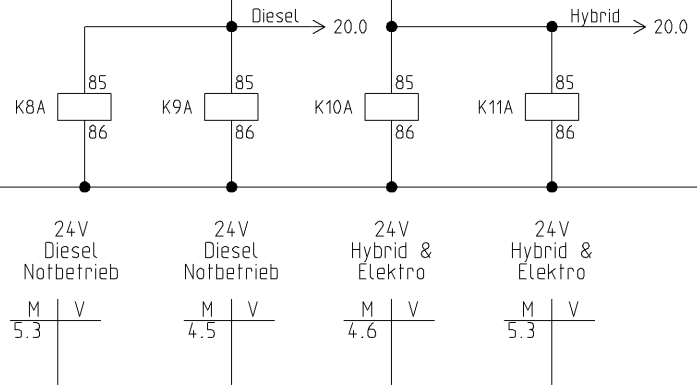 Diesel 20.0 Hybrid 20.0
85 85 85 85
K8A K9A K10A K11A
86 86 86 86
24V 24V 24V 24V
Diesel Diesel Hybrid & Hybrid &
Notbetrieb Notbetrieb Elektro Elektro
M V M V M V M V
5.3 4.5 4.6 5.3